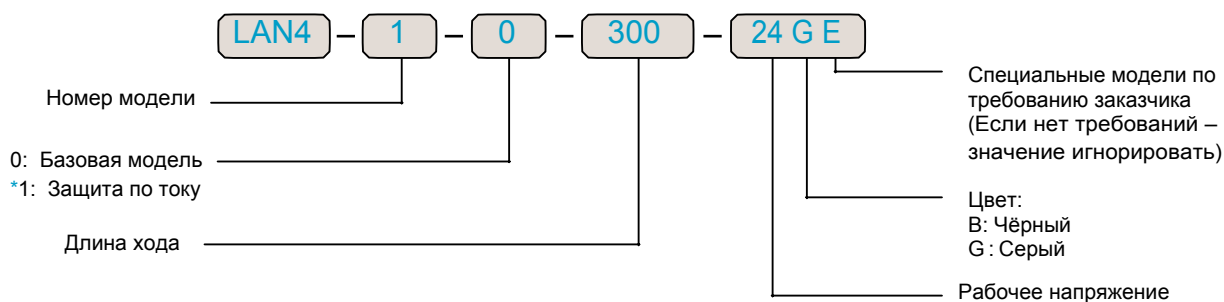 LAN4 – 1 – 0 – 300 – 24 G E
Номер модели
0: Базовая модель
*1: Защита по току
Длина хода
Специальные модели по
требованию заказчика
(Если нет требований –
значение игнорировать)
Цвет:
B: Чёрный
G : Серый
Рабочее напряжение